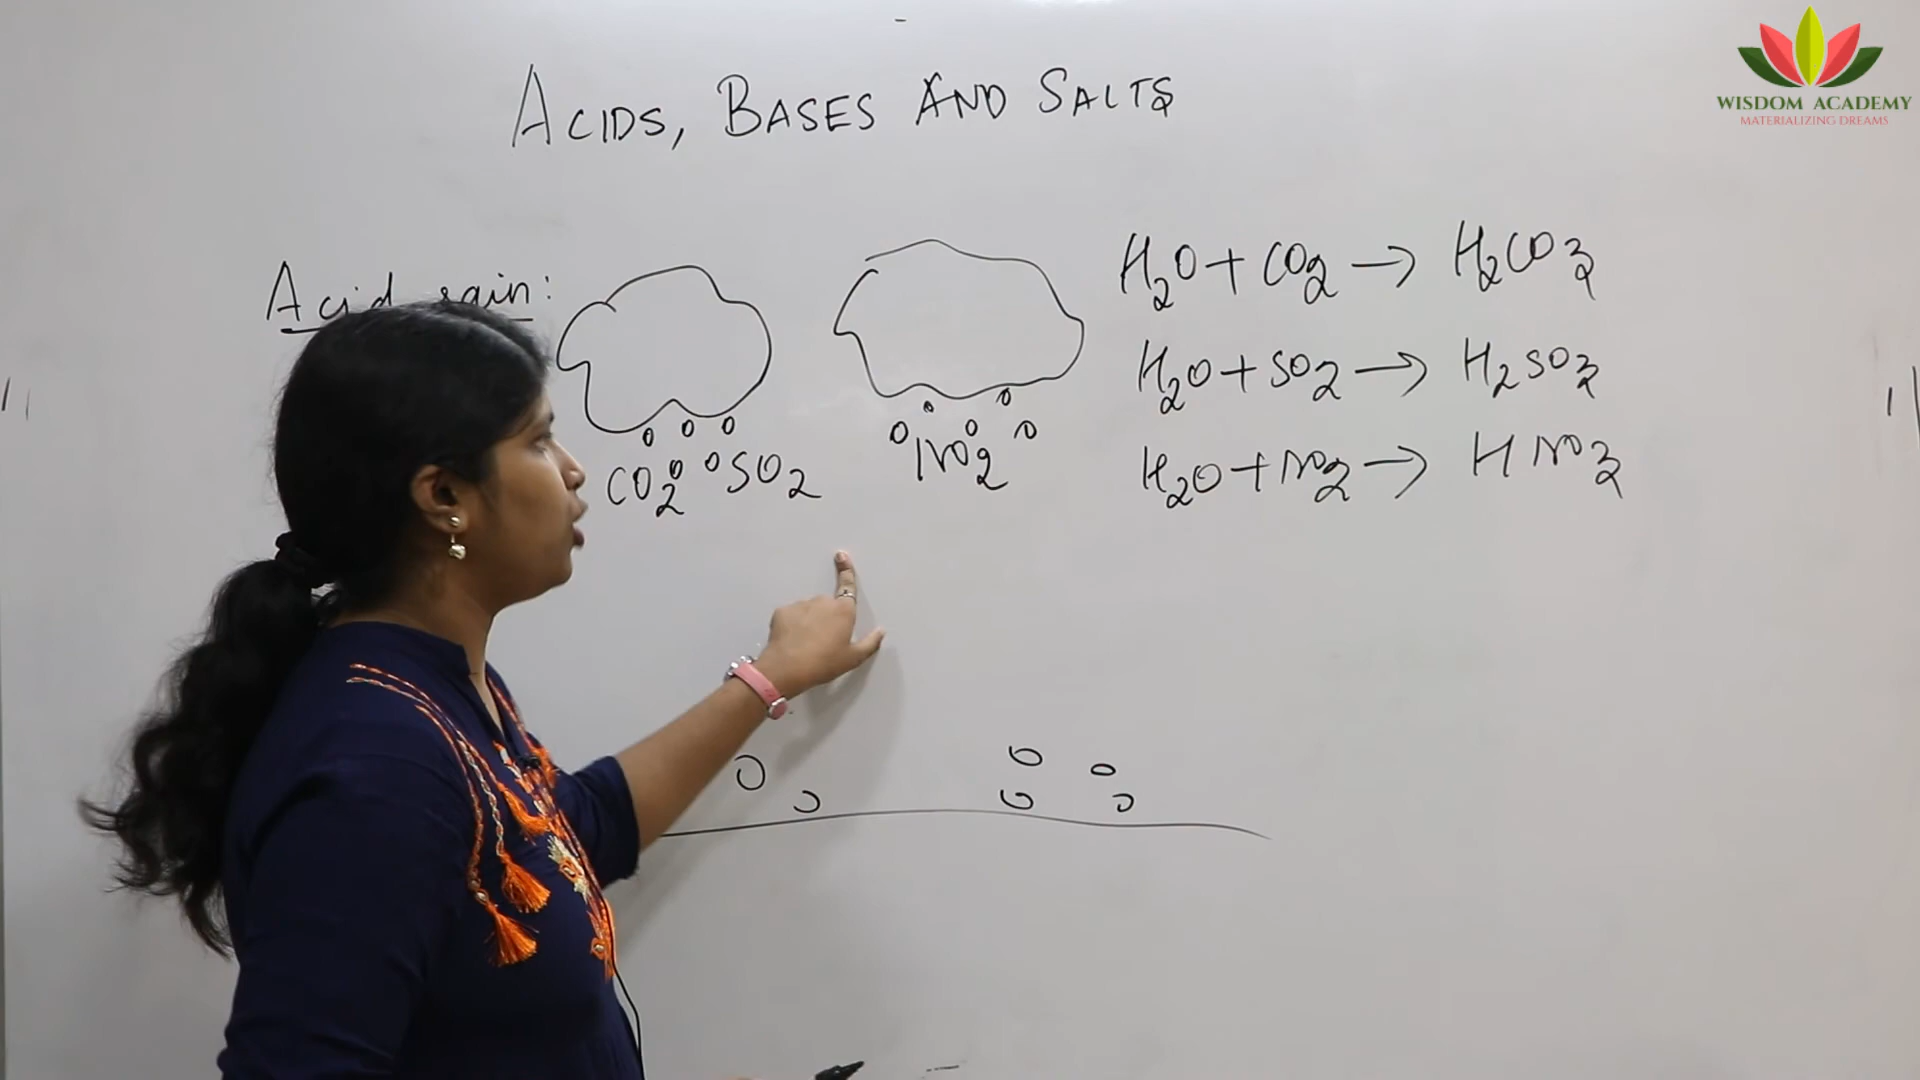 WISDOM ACADEMY
MATERIALIZING DREAMS
ACIDS, BASES AND SALTS
Acid rain:
CO2 SO2
NO2
H2O + CO2 → H2CO3
H2O + SO2 → H2SO3
H2O + NO2 → HNO3